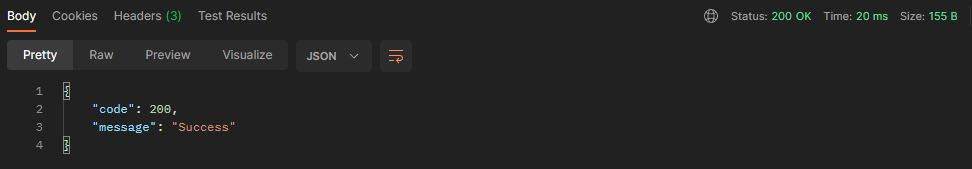 Body Cookies Headers (3) Test Results Status: 200 OK Time: 20 ms Size: 155 B
Pretty Raw Preview Visualize JSON
1 {
2 "code": 200,
3 "message": "Success"
4 }